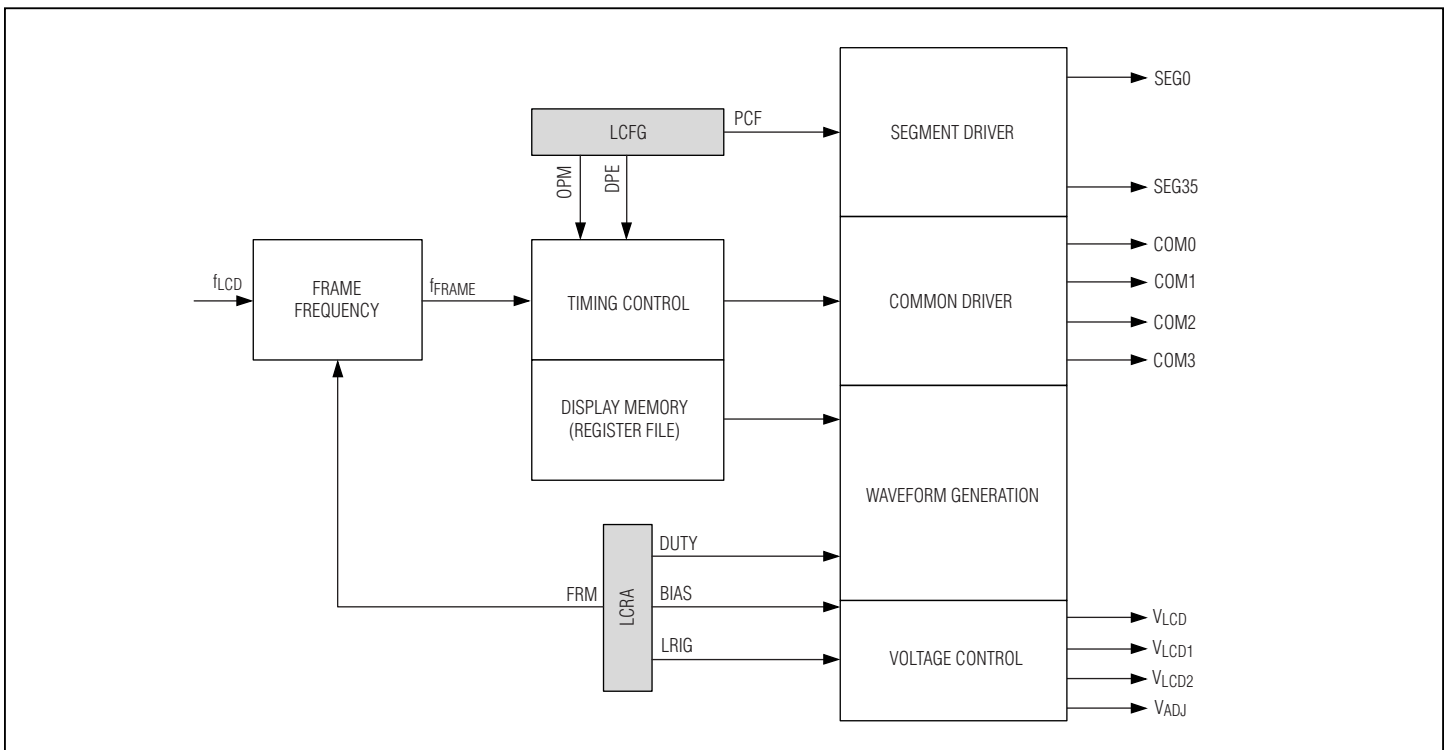 LCFG
PCF
OPM
DPE
SEGMENT DRIVER
SEG0
SEG35
fLCD
FRAME
FREQUENCY
fFRAME
TIMING CONTROL
COMMON DRIVER
COM0
COM1
COM2
COM3
DISPLAY MEMORY
(REGISTER FILE)
WAVEFORM GENERATION
FRM
LCRA
DUTY
BIAS
LRIG
VOLTAGE CONTROL
VLCD
VLCD1
VLCD2
VADJ